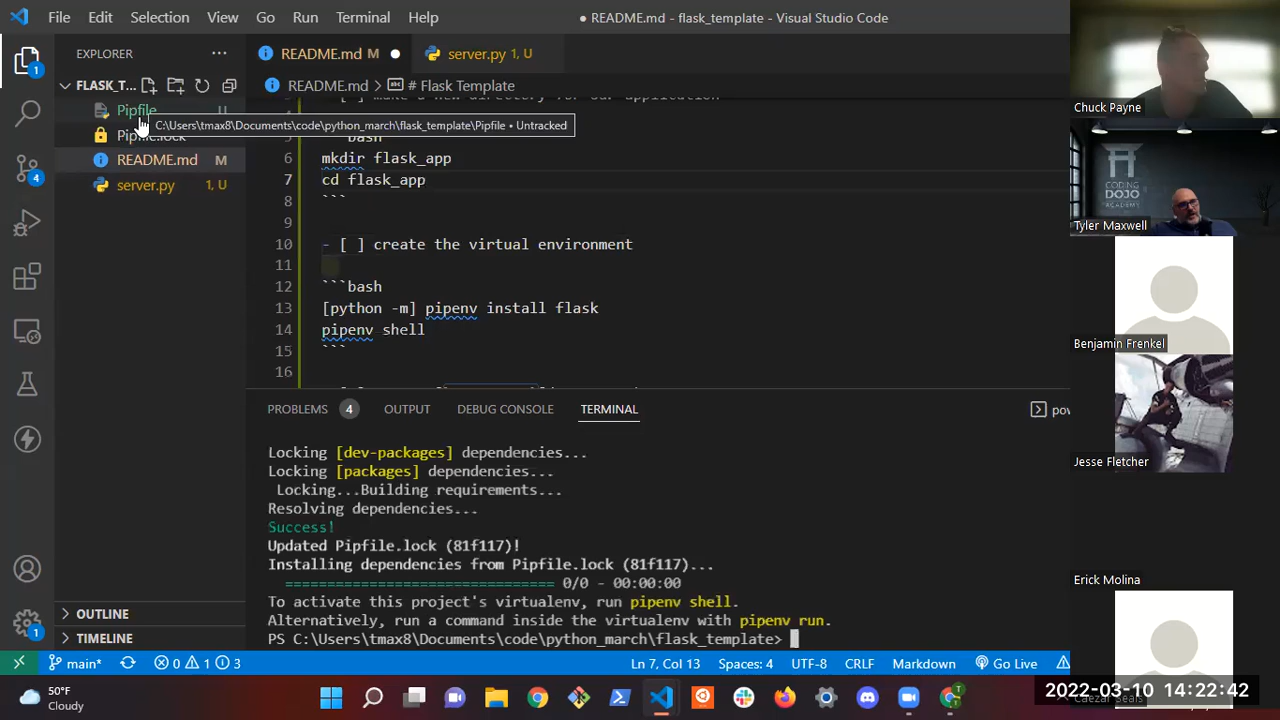 File Edit Selection View Go Run Terminal Help
● README.md - flask_template - Visual Studio Code
EXPLORER ···
README.md M ●
server.py 1, U
FLASK_T...
README.md > # Flask Template
Pipfile U
C:\Users\tmax8\Documents\code\python_march\flask_template\Pipfile • Untracked
Pipfile.lock
README.md M
server.py 1, U
6 mkdir flask_app
7 cd flask_app
8 ```
9
10 - [ ] create the virtual environment
11
12 ```bash
13 [python -m] pipenv install flask
14 pipenv shell
15 ```
16
PROBLEMS 4 OUTPUT DEBUG CONSOLE TERMINAL
Locking [dev-packages] dependencies...
Locking [packages] dependencies...
Locking...Building requirements...
Resolving dependencies...
Success!
Updated Pipfile.lock (81f117)!
Installing dependencies from Pipfile.lock (81f117)...
================================ 0/0 - 00:00:00
To activate this project's virtualenv, run pipenv shell.
Alternatively, run a command inside the virtualenv with pipenv run.
PS C:\Users\tmax8\Documents\code\python_march\flask_template>
OUTLINE
TIMELINE
main* 0 1 3 Ln 7, Col 13 Spaces: 4 UTF-8 CRLF Markdown Go Live
50°F
Cloudy
Chuck Payne
CODING
DOJO
ACADEMY
Tyler Maxwell
Benjamin Frenkel
Jesse Fletcher
Erick Molina
2022-03-10 14:22:42